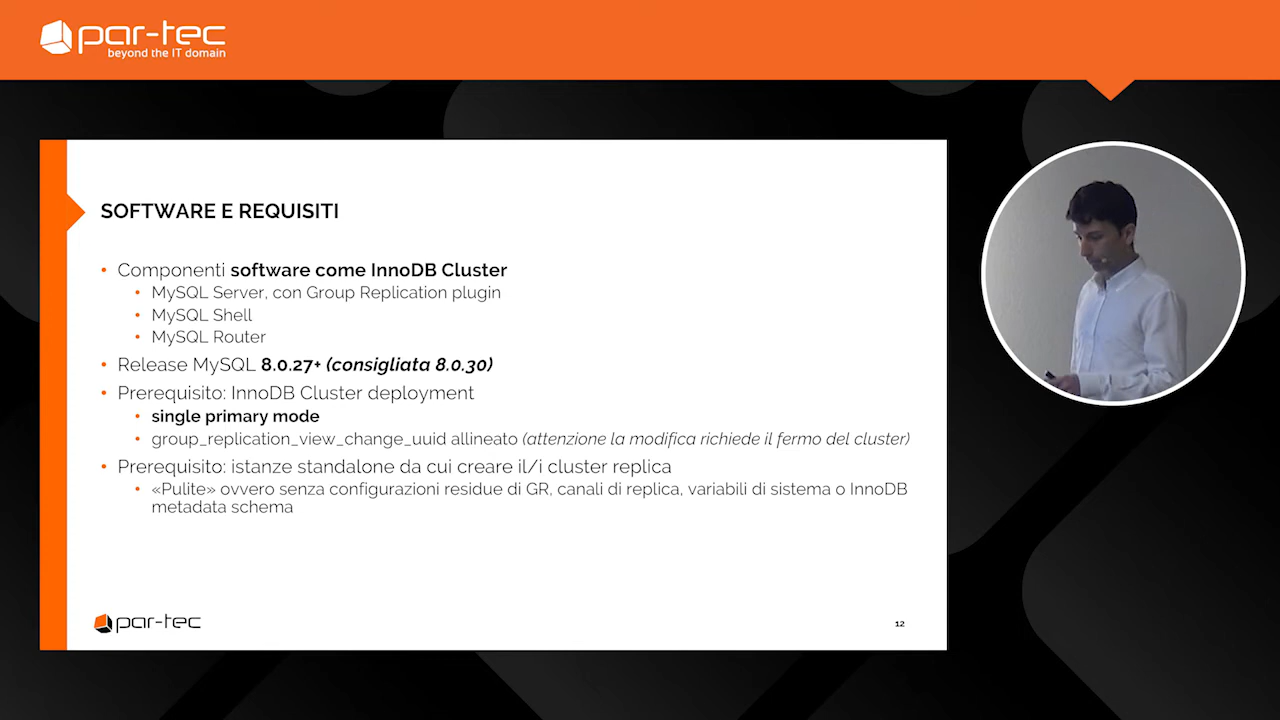 par-tec
beyond the IT domain
SOFTWARE E REQUISITI
• Componenti software come InnoDB Cluster
• MySQL Server, con Group Replication plugin
• MySQL Shell
• MySQL Router
• Release MySQL 8.0.27+ (consigliata 8.0.30)
• Prerequisito: InnoDB Cluster deployment
• single primary mode
• group_replication_view_change_uuid allineato (attenzione la modifica richiede il fermo del cluster)
• Prerequisito: istanze standalone da cui creare il/i cluster replica
• «Pulite» ovvero senza configurazioni residue di GR, canali di replica, variabili di sistema o InnoDB
metadata schema
par-tec
12